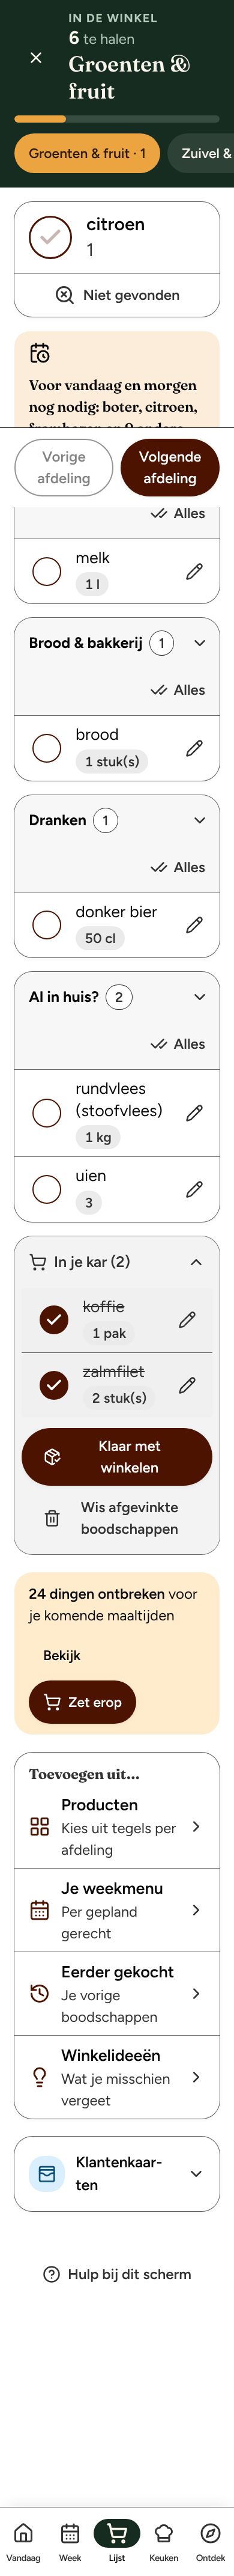 IN DE WINKEL
6 te halen
Groenten &
fruit
Groenten & fruit · 1
Zuivel &
citroen
1
Niet gevonden
Voor vandaag en morgen
nog nodig: boter, citroen,
Vorige
afdeling
Volgende
afdeling
Alles
melk
1 l
Brood & bakkerij 1
Alles
brood
1 stuk(s)
Dranken 1
Alles
donker bier
50 cl
Al in huis? 2
Alles
rundvlees
(stoofvlees)
1 kg
uien
3
In je kar (2)
koffie
1 pak
zalmfilet
2 stuk(s)
Klaar met
winkelen
Wis afgevinkte
boodschappen
24 dingen ontbreken voor
je komende maaltijden
Bekijk
Zet erop
Toevoegen uit...
Producten
Kies uit tegels per
afdeling
Je weekmenu
Per gepland
gerecht
Eerder gekocht
Je vorige
boodschappen
Winkelideeën
Wat je misschien
vergeet
Klantenkaar-
ten
Hulp bij dit scherm
Vandaag
Week
Lijst
Keuken
Ontdek